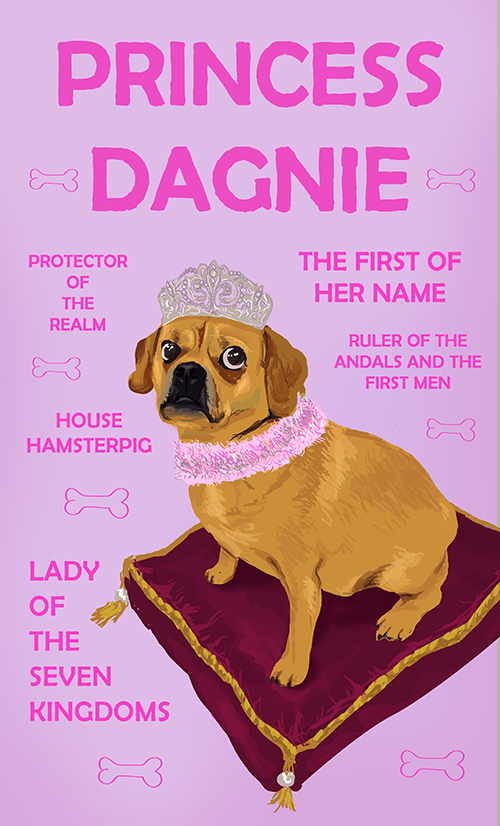 PRINCESS
DAGNIE
PROTECTOR
OF
THE
REALM
THE FIRST OF
HER NAME
RULER OF THE
ANDALS AND THE
FIRST MEN
HOUSE
HAMSTERPIG
LADY
OF
THE
SEVEN
KINGDOMS